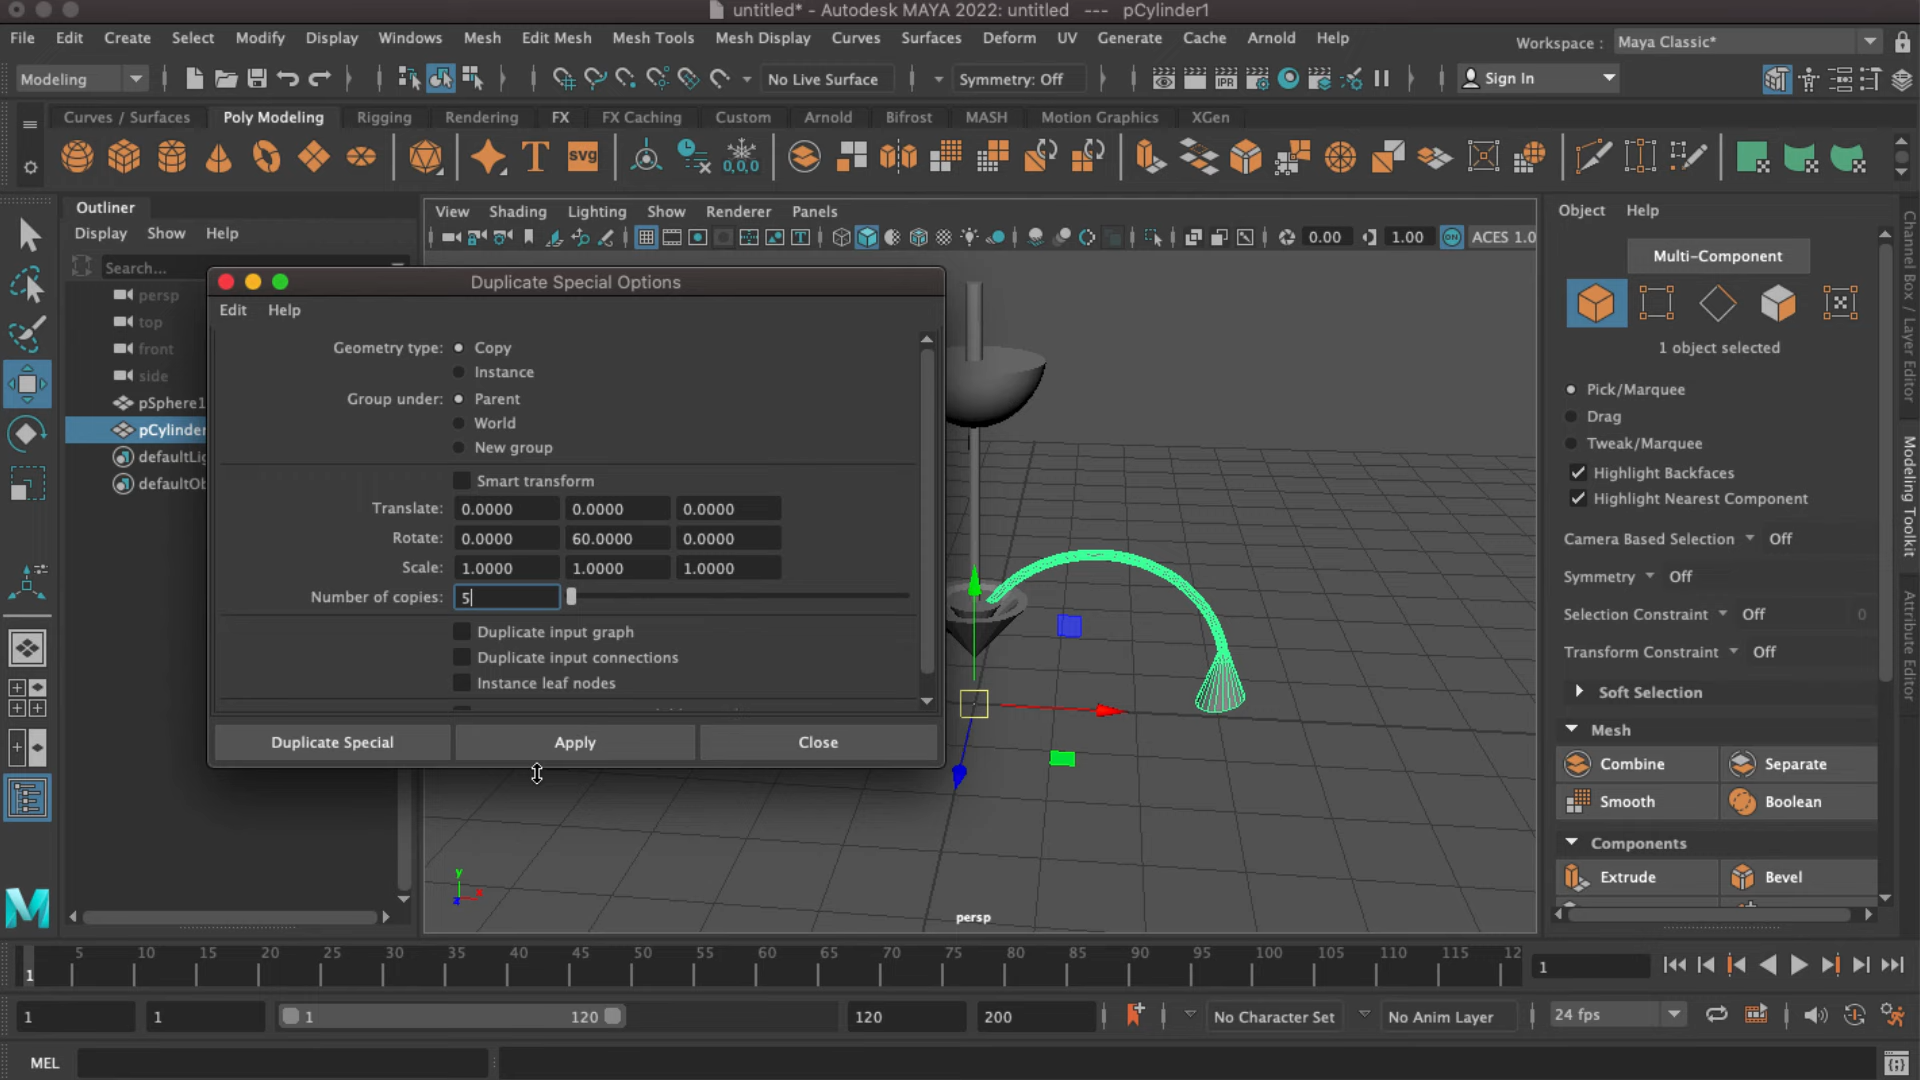 untitled* - Autodesk MAYA 2022: untitled --- pCylinder1
File Edit Create Select Modify Display Windows Mesh Edit Mesh Mesh Tools Mesh Display Curves Surfaces Deform UV Generate Cache Arnold Help Workspace : Maya Classic*
Modeling No Live Surface Symmetry: Off IPR Sign In
Curves / Surfaces Poly Modeling Rigging Rendering FX FX Caching Custom Arnold Bifrost MASH Motion Graphics XGen
T SVG 0,0,0
Outliner
Display Show Help
Search...
persp
top
front
side
pSphere1
pCylinder
defaultLig
defaultOb
View Shading Lighting Show Renderer Panels
0.00 1.00 ON ACES 1.0
Duplicate Special Options
Edit Help
Geometry type: Copy
Instance
Group under: Parent
World
New group
Smart transform
Translate: 0.0000 0.0000 0.0000
Rotate: 0.0000 60.0000 0.0000
Scale: 1.0000 1.0000 1.0000
Number of copies: 5
Duplicate input graph
Duplicate input connections
Instance leaf nodes
Duplicate Special Apply Close
y
x
z
persp
Object Help
Multi-Component
1 object selected
Pick/Marquee
Drag
Tweak/Marquee
Highlight Backfaces
Highlight Nearest Component
Camera Based Selection Off
Symmetry Off
Selection Constraint Off 0
Transform Constraint Off
Soft Selection
Mesh
Combine Separate
Smooth Boolean
Components
Extrude Bevel
Channel Box / Layer Editor
Modeling Toolkit
Attribute Editor
5 10 15 20 25 30 35 40 45 50 55 60 65 70 75 80 85 90 95 100 105 110 115 12
1 1
1 1 1 120 120 200 No Character Set No Anim Layer 24 fps
MEL